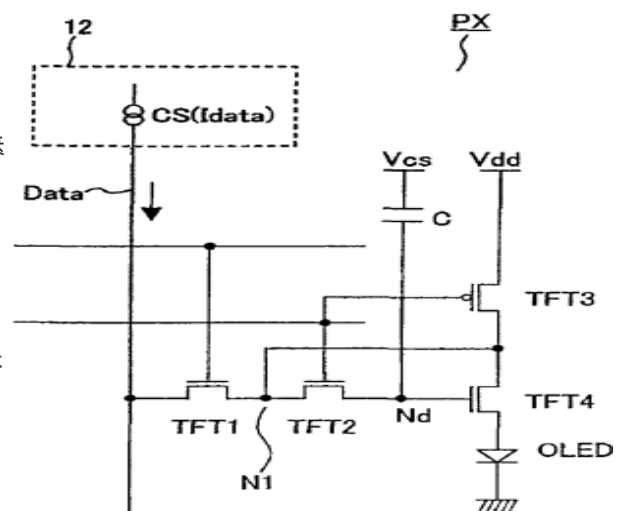 12
PX
CS(Idata)
Vcs Vdd
Data
C
TFT3
TFT4
TFT1 TFT2 Nd
OLED
N1